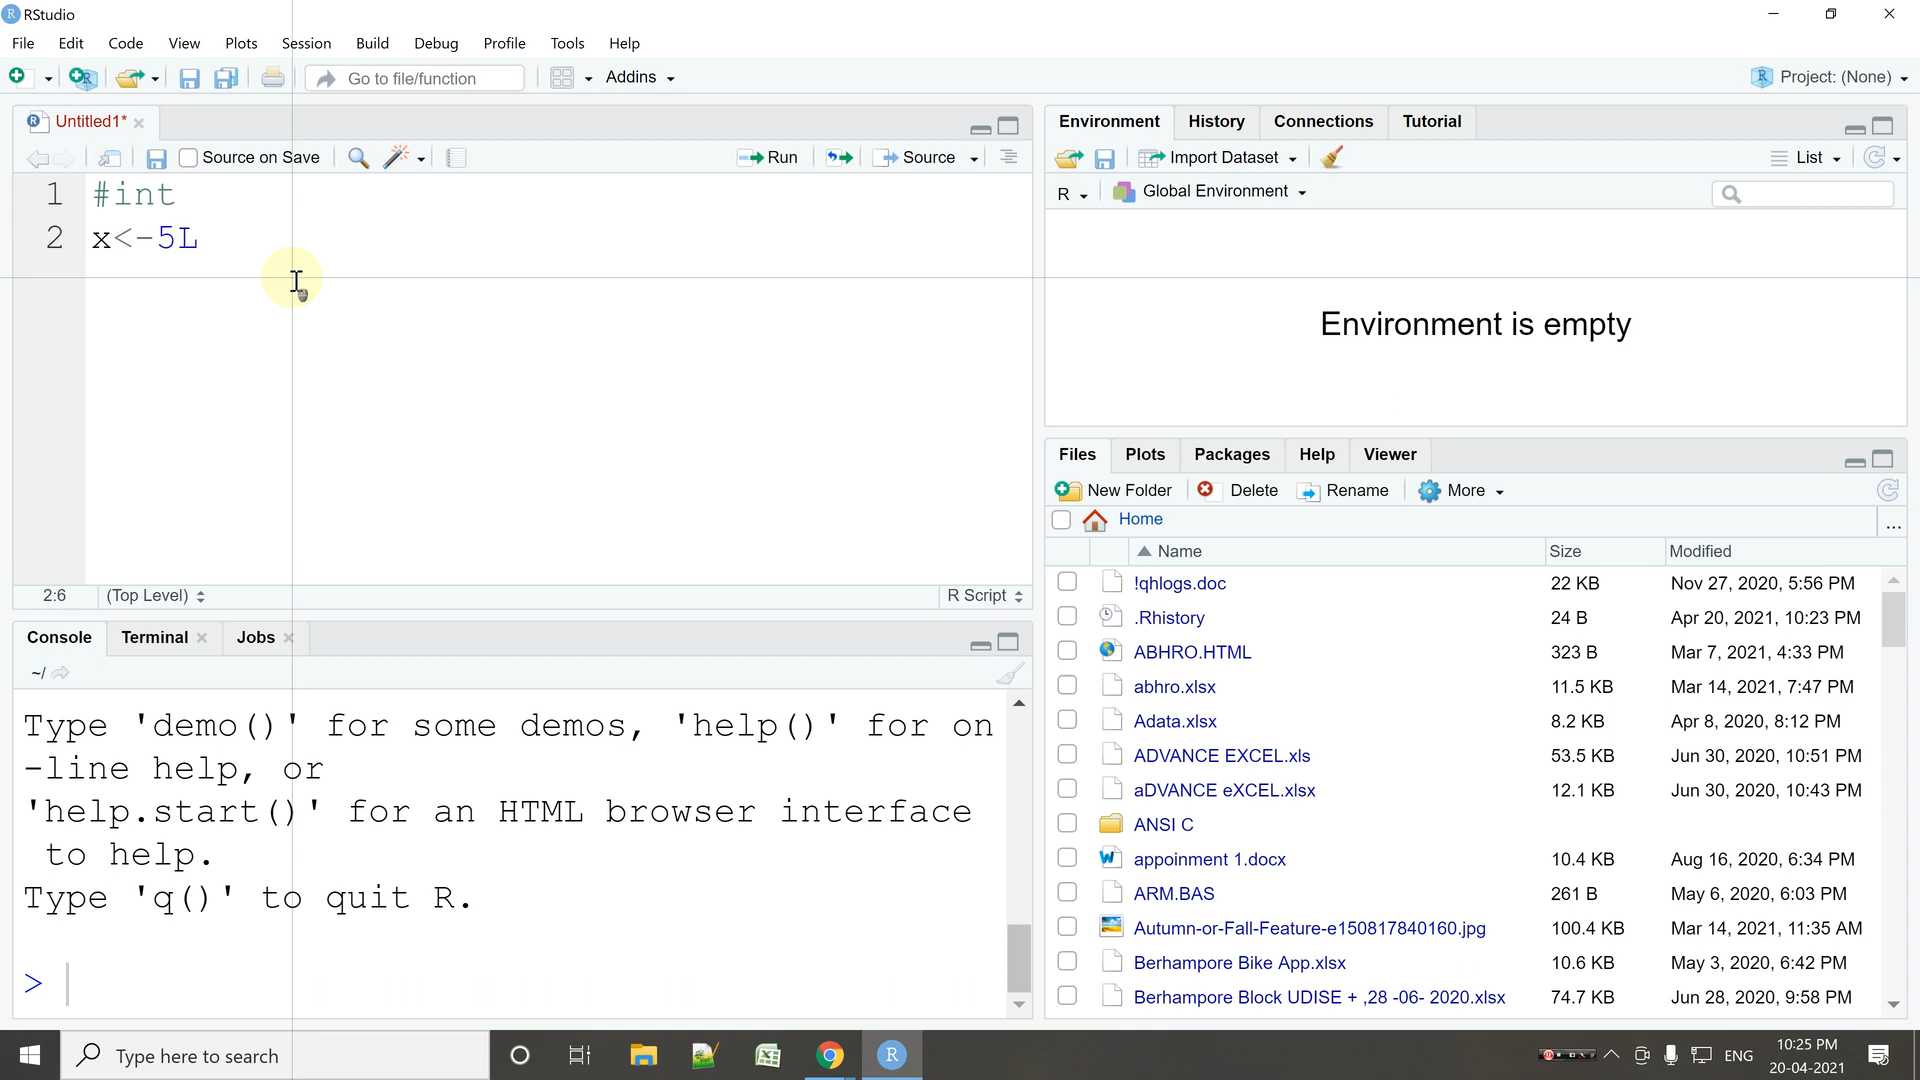 RStudio
File Edit Code View Plots Session Build Debug Profile Tools Help
Go to file/function Addins Project: (None)
Untitled1*
Source on Save Run Source
1 #int
2 x<-5L
2:6 (Top Level) R Script
Console Terminal Jobs
~/
Type 'demo()' for some demos, 'help()' for on
-line help, or
'help.start()' for an HTML browser interface
to help.
Type 'q()' to quit R.
>
Environment History Connections Tutorial
Import Dataset List
R Global Environment
Environment is empty
Files Plots Packages Help Viewer
New Folder Delete Rename More
Home ...
Name Size Modified
!qhlogs.doc 22 KB Nov 27, 2020, 5:56 PM
.Rhistory 24 B Apr 20, 2021, 10:23 PM
ABHRO.HTML 323 B Mar 7, 2021, 4:33 PM
abhro.xlsx 11.5 KB Mar 14, 2021, 7:47 PM
Adata.xlsx 8.2 KB Apr 8, 2020, 8:12 PM
ADVANCE EXCEL.xls 53.5 KB Jun 30, 2020, 10:51 PM
aDVANCE eXCEL.xlsx 12.1 KB Jun 30, 2020, 10:43 PM
ANSI C
appoinment 1.docx 10.4 KB Aug 16, 2020, 6:34 PM
ARM.BAS 261 B May 6, 2020, 6:03 PM
Autumn-or-Fall-Feature-e150817840160.jpg 100.4 KB Mar 14, 2021, 11:35 AM
Berhampore Bike App.xlsx 10.6 KB May 3, 2020, 6:42 PM
Berhampore Block UDISE + ,28 -06- 2020.xlsx 74.7 KB Jun 28, 2020, 9:58 PM
Type here to search
ENG
10:25 PM
20-04-2021